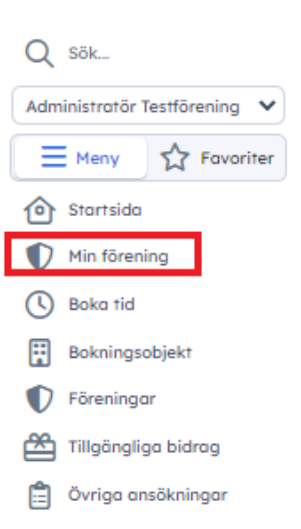 Sök...
Administratör Testförening
Meny
Favoriter
Startsida
Min förening
Boka tid
Bokningsobjekt
Föreningar
Tillgängliga bidrag
Övriga ansökningar